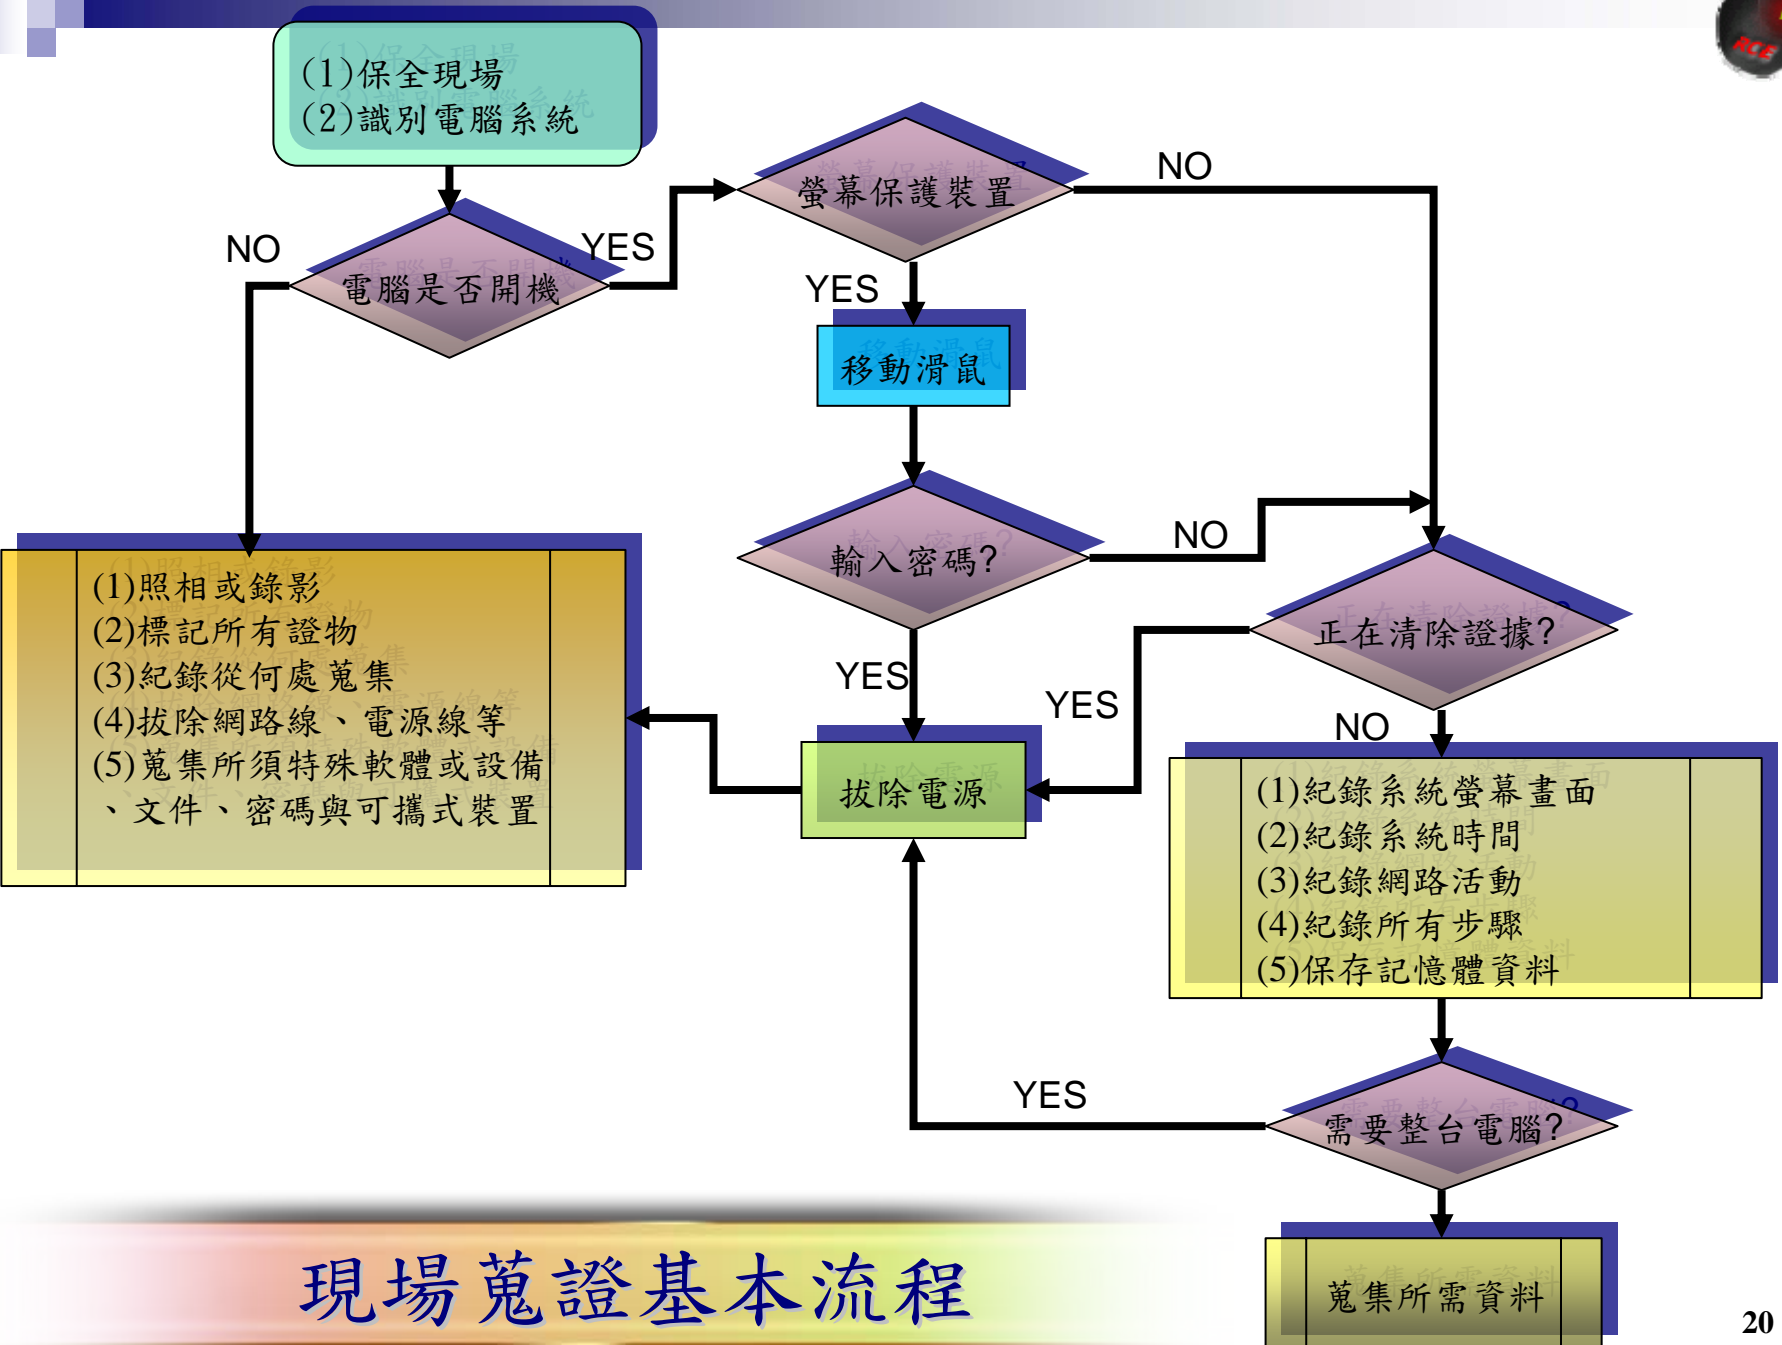 (1)保全現場
(2)識別電腦系統
電腦是否開機
NO
YES
螢幕保護裝置
NO
YES
移動滑鼠
輸入密碼?
NO
YES
正在清除證據?
YES
NO
拔除電源
(1)照相或錄影
(2)標記所有證物
(3)紀錄從何處蒐集
(4)拔除網路線、電源線等
(5)蒐集所須特殊軟體或設備
、文件、密碼與可攜式裝置
(1)紀錄系統螢幕畫面
(2)紀錄系統時間
(3)紀錄網路活動
(4)紀錄所有步驟
(5)保存記憶體資料
需要整台電腦?
YES
蒐集所需資料
現場蒐證基本流程
20
RCE